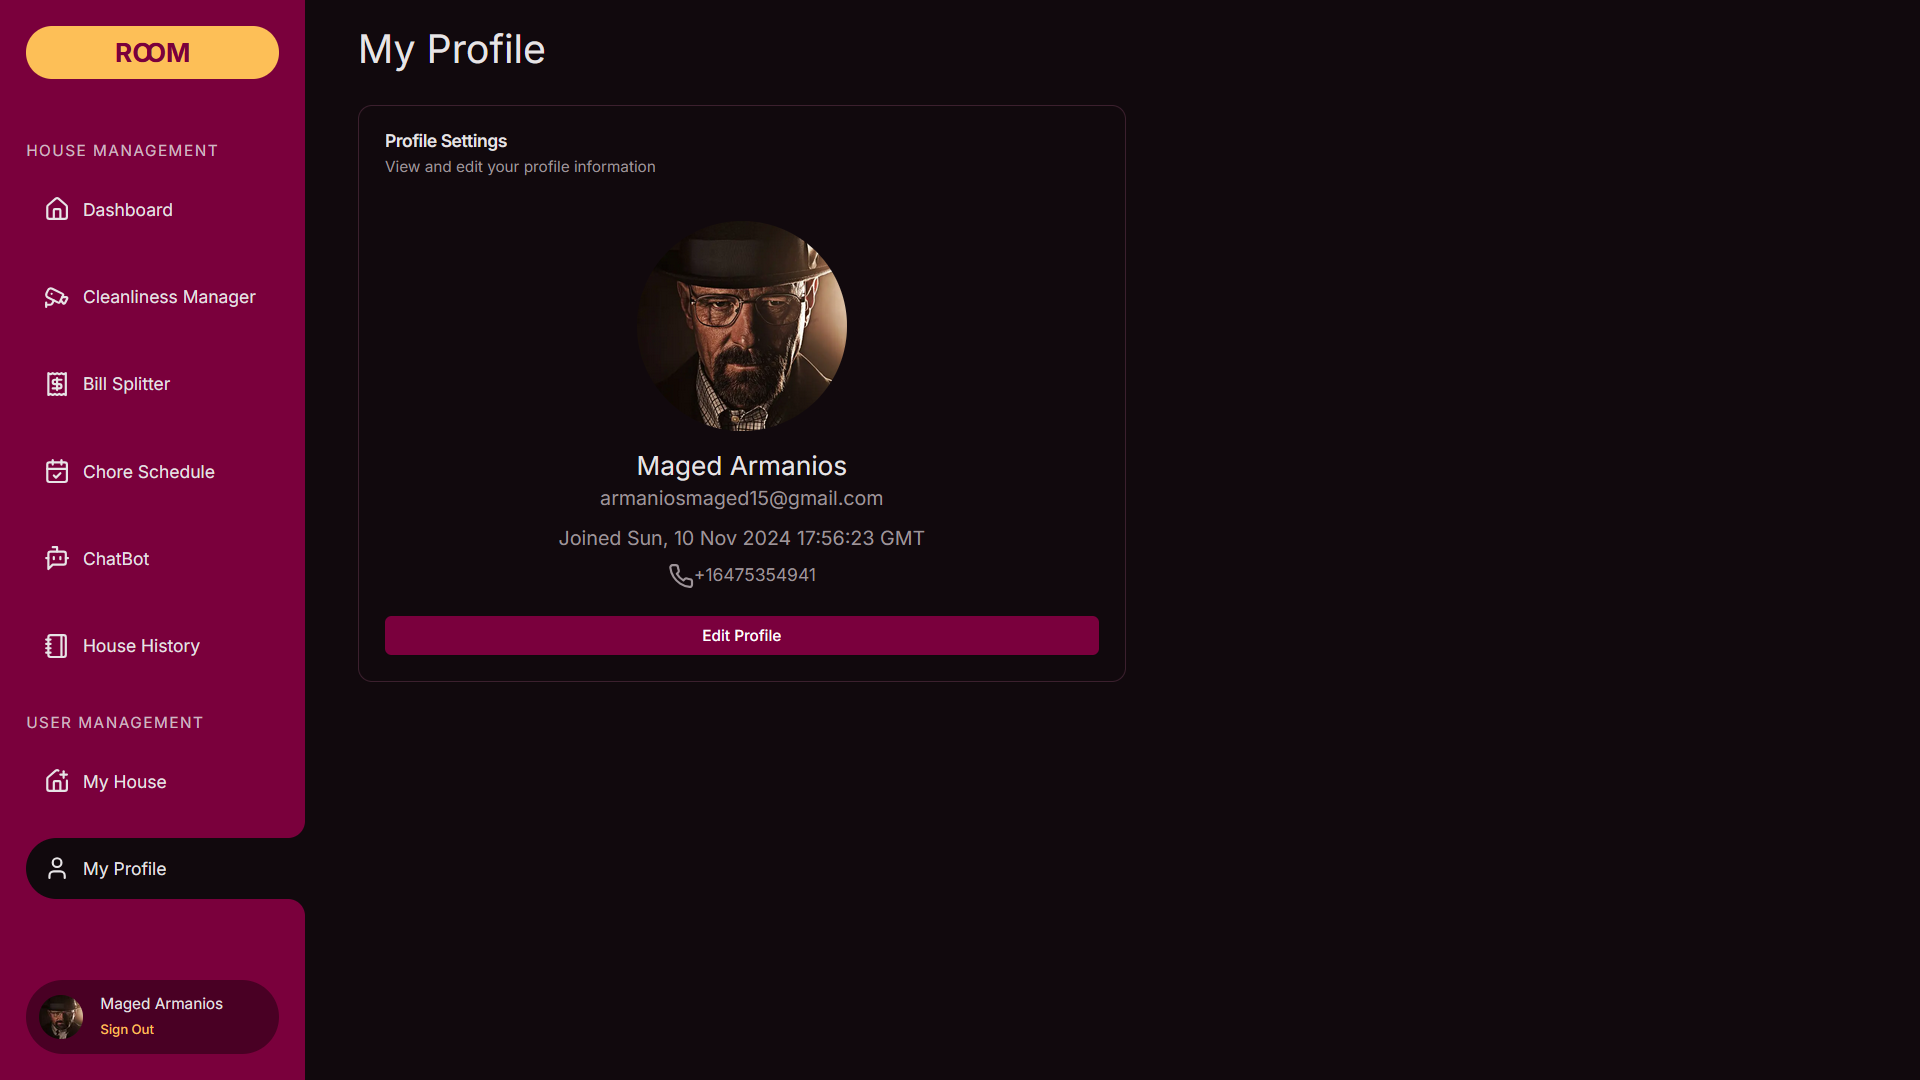 ROOM
HOUSE MANAGEMENT
Dashboard
Cleanliness Manager
Bill Splitter
Chore Schedule
ChatBot
House History
USER MANAGEMENT
My House
My Profile
Maged Armanios
Sign Out
My Profile
Profile Settings
View and edit your profile information
Maged Armanios
armaniosmaged15@gmail.com
Joined Sun, 10 Nov 2024 17:56:23 GMT
+16475354941
Edit Profile